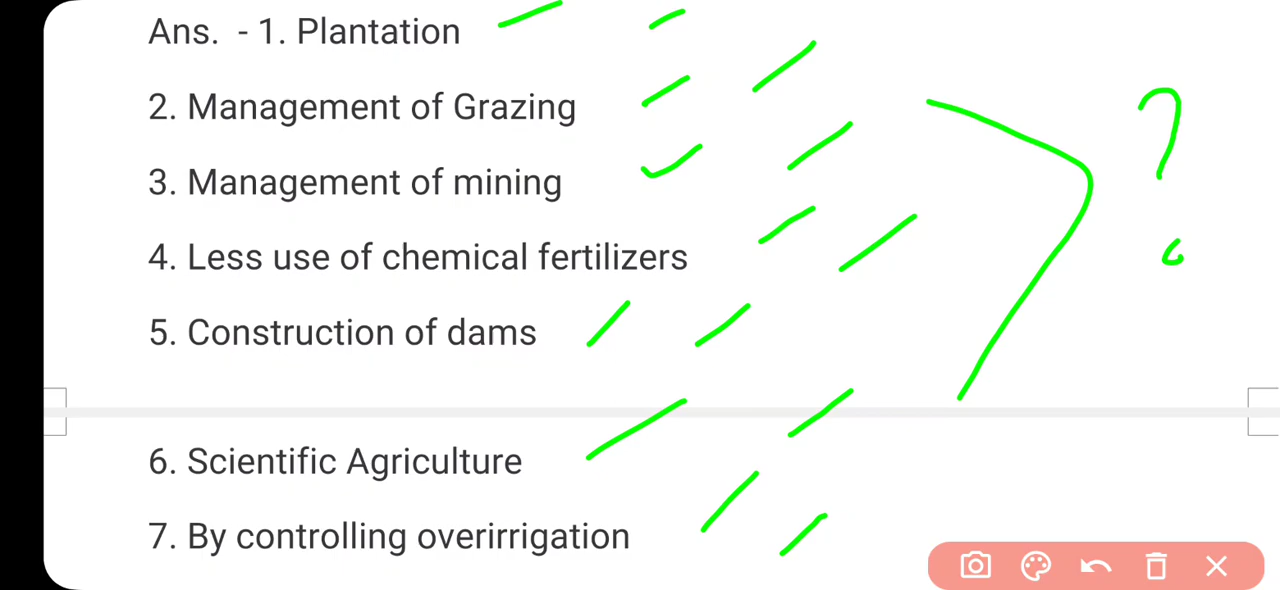 Ans. - 1. Plantation
2. Management of Grazing
3. Management of mining
4. Less use of chemical fertilizers
5. Construction of dams
6. Scientific Agriculture
7. By controlling overirrigation
?